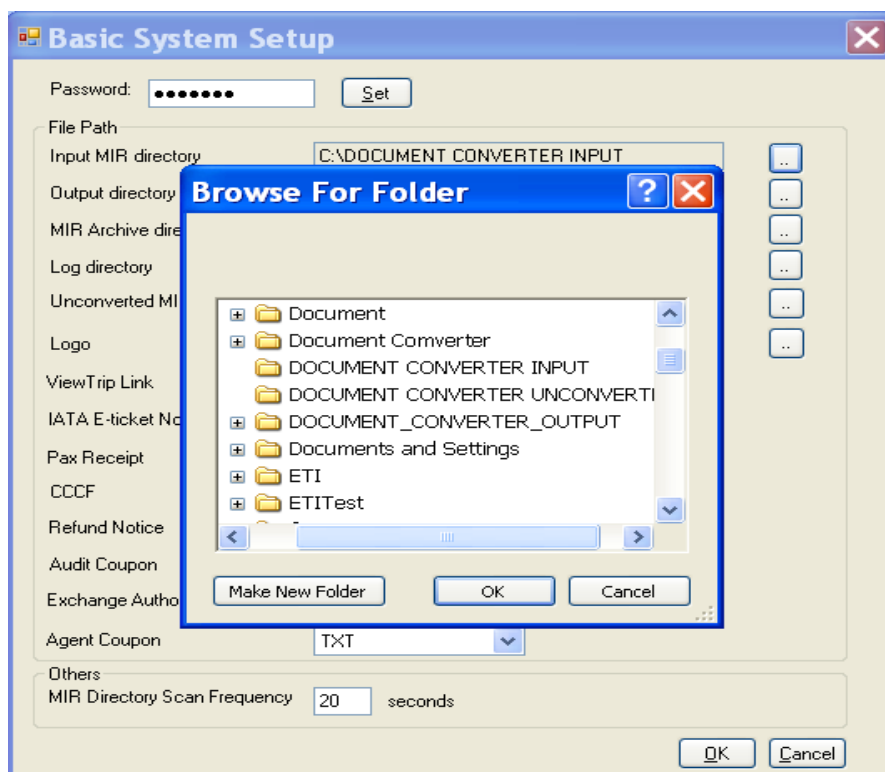 Basic System Setup
Password: ●●●●●●● Set
File Path
Input MIR directory C:\DOCUMENT CONVERTER INPUT ..
Output directory ..
MIR Archive dire ..
Log directory ..
Unconverted MI ..
Logo ..
ViewTrip Link
IATA E-ticket No
Pax Receipt
CCCF
Refund Notice
Audit Coupon
Exchange Autho
Agent Coupon TXT
Browse For Folder
Document
Document Comverter
DOCUMENT CONVERTER INPUT
DOCUMENT CONVERTER UNCONVERTI
DOCUMENT_CONVERTER_OUTPUT
Documents and Settings
ETI
ETITest
Make New Folder OK Cancel
Others
MIR Directory Scan Frequency 20 seconds
OK Cancel